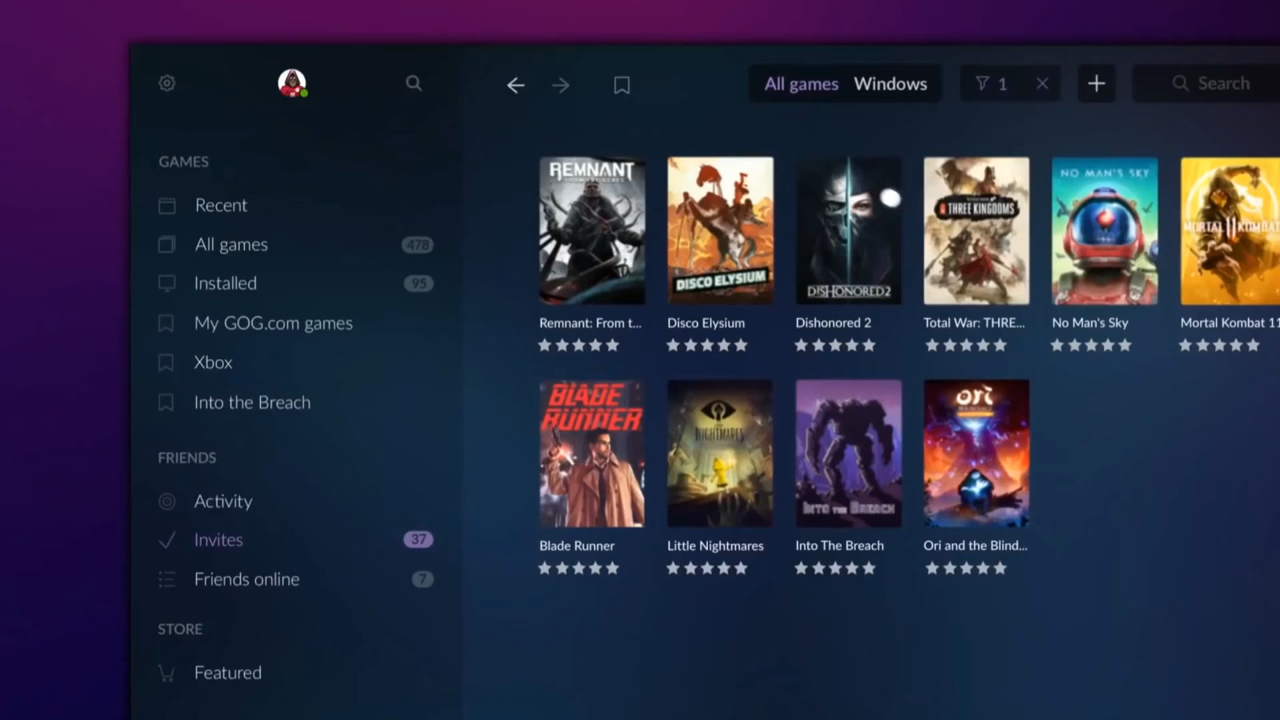 All games Windows
1
Search
GAMES
Recent
All games 478
Installed 95
My GOG.com games
Xbox
Into the Breach
FRIENDS
Activity
Invites 37
Friends online 7
STORE
Featured
REMNANT
DISCO ELYSIUM
DISHONORED 2
THREE KINGDOMS
NO MAN'S SKY
MORTAL KOMBAT
Remnant: From t...
Disco Elysium
Dishonored 2
Total War: THRE...
No Man's Sky
Mortal Kombat 11
BLADE
RUNNER
NIGHTMARES
INTO THE BREACH
ori
Blade Runner
Little Nightmares
Into The Breach
Ori and the Blind...